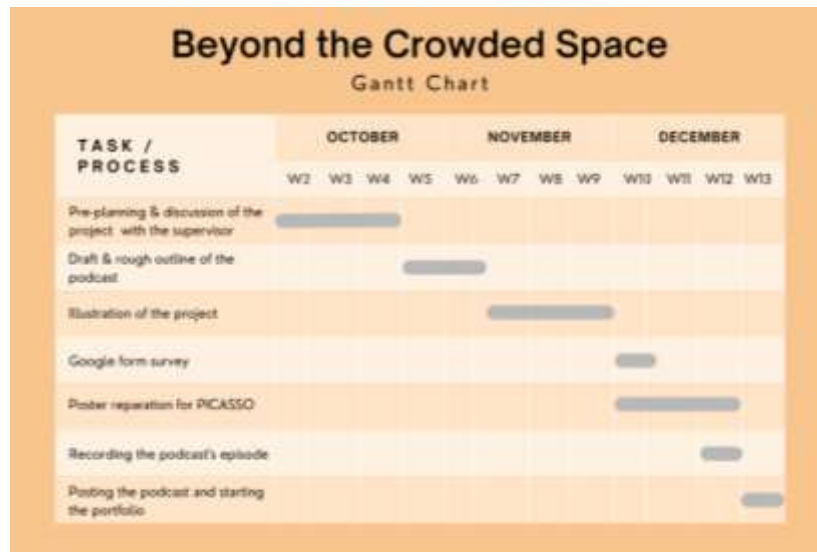 Beyond the Crowded Space
Gantt Chart
TASK /
PROCESS
OCTOBER NOVEMBER DECEMBER
W2 W3 W4 W5 W6 W7 W8 W9 W10 W11 W12 W13
Pre-planning & discussion of the
project with the supervisor
Draft & rough outline of the
podcast
Illustration of the project
Google form survey
Poster reparation for PICASSO
Recording the podcast's episode
Posting the podcast and starting
the portfolio